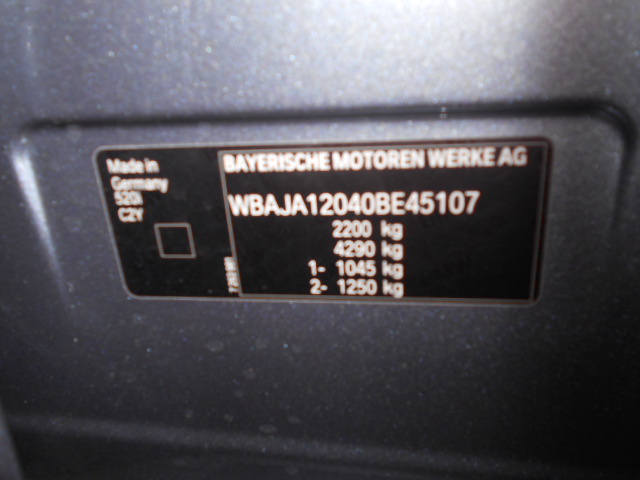 Made in
Germany
520i
C2Y
BAYERISCHE MOTOREN WERKE AG
WBAJA12040BE45107
2200 kg
4290 kg
1- 1045 kg
2- 1250 kg